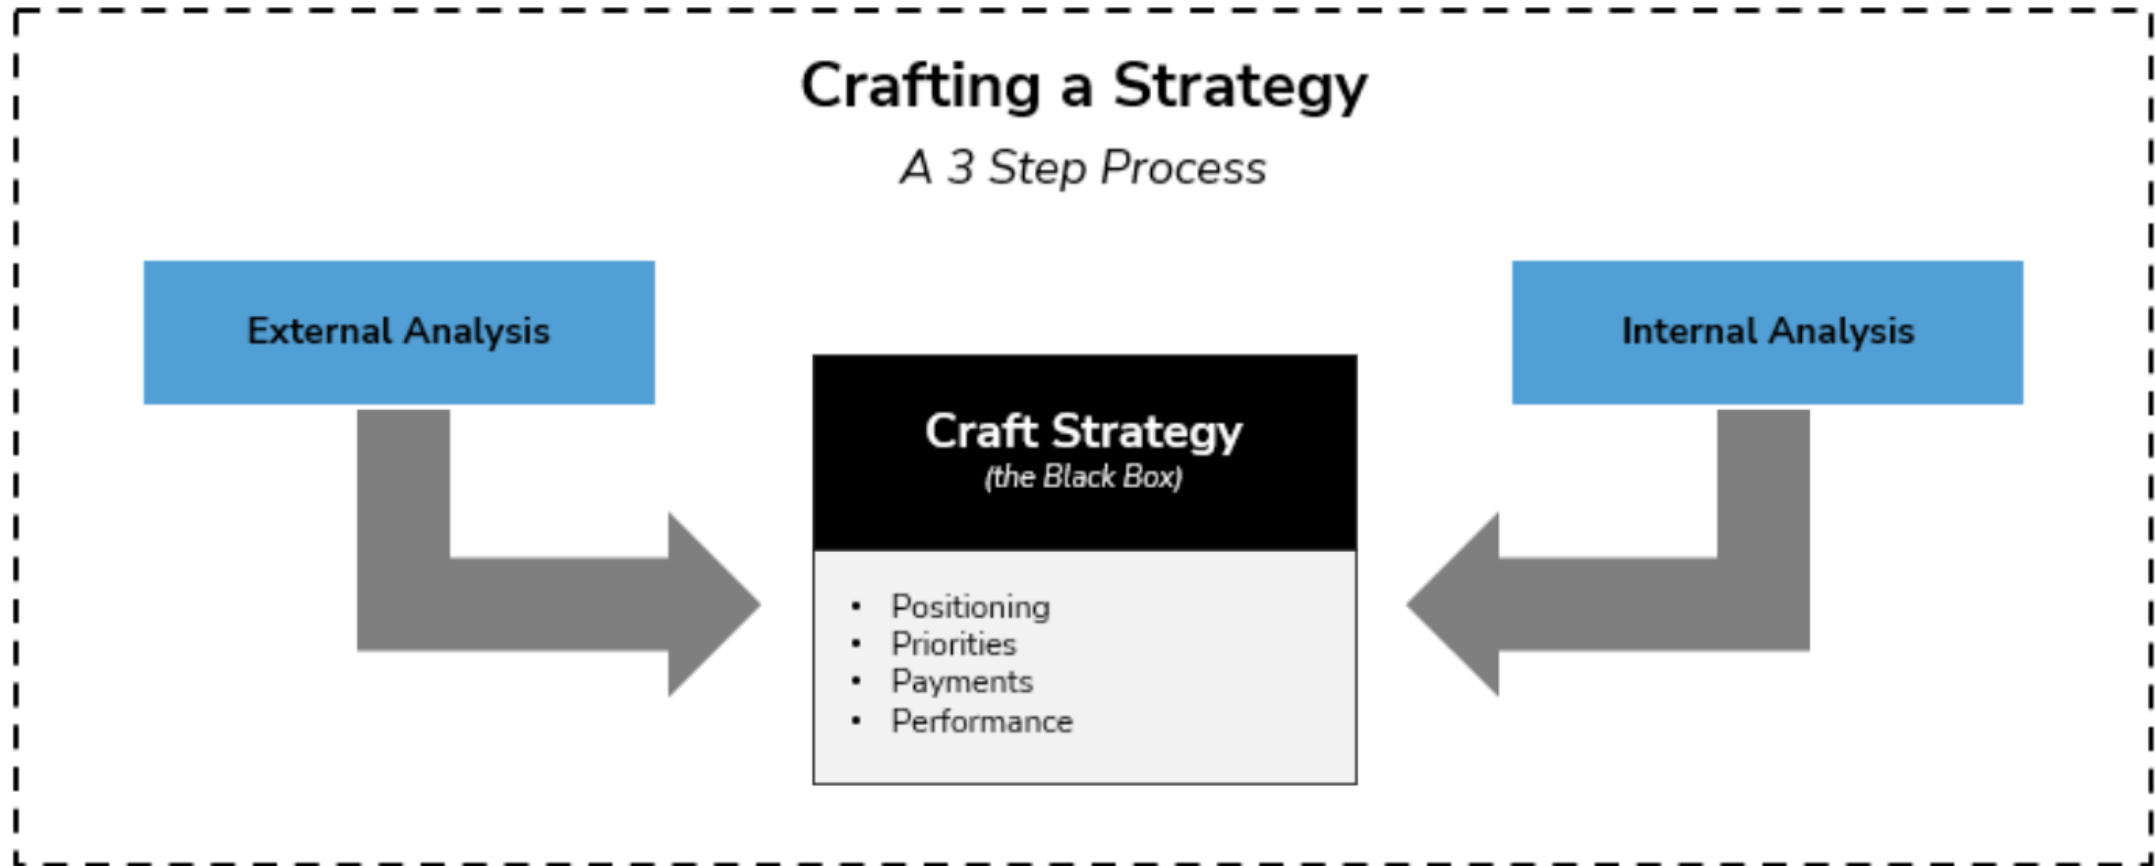 Crafting a Strategy
A 3 Step Process
External Analysis
Internal Analysis
Craft Strategy
(the Black Box)
• Positioning
• Priorities
• Payments
• Performance